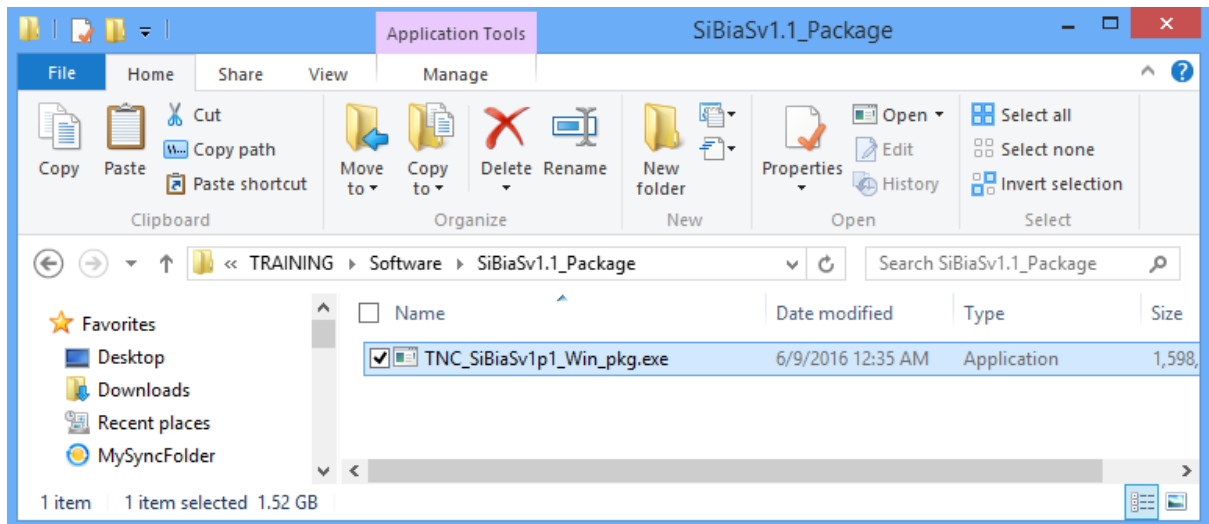 Application Tools
SiBiaSv1.1_Package
File Home Share View Manage
Copy
Paste
Cut
W... Copy path
Paste shortcut
Move to
Copy to
Delete
Rename
New folder
Properties
Open
Edit
History
Select all
Select none
Invert selection
Clipboard Organize New Open Select
« TRAINING Software SiBiaSv1.1_Package
Search SiBiaSv1.1_Package
Name Date modified Type Size
Favorites
Desktop
Downloads
Recent places
MySyncFolder
TNC_SiBiaSv1p1_Win_pkg.exe 6/9/2016 12:35 AM Application 1,598,
1 item 1 item selected 1.52 GB